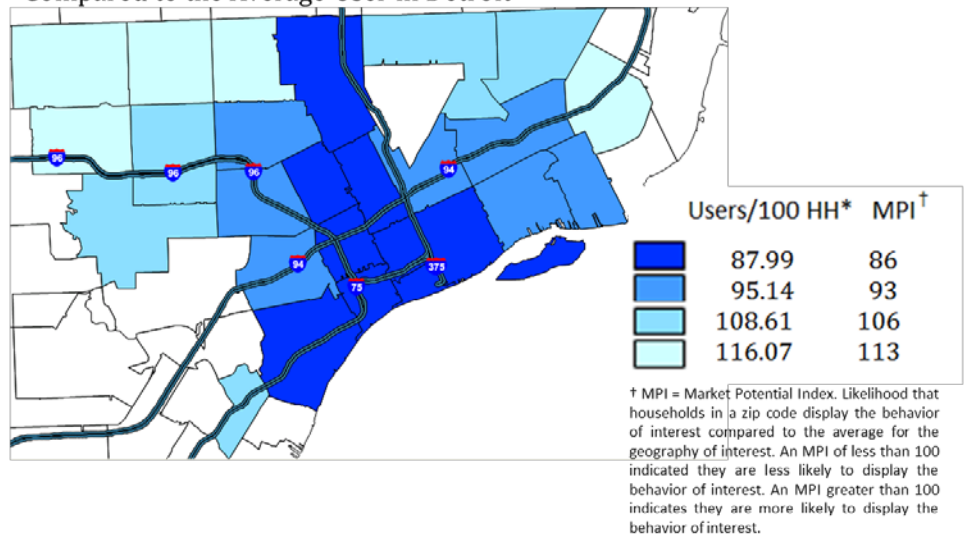 96
96
96
94
94
375
75
Users/100 HH* MPI†
87.99 86
95.14 93
108.61 106
116.07 113
† MPI = Market Potential Index. Likelihood that
households in a zip code display the behavior
of interest compared to the average for the
geography of interest. An MPI of less than 100
indicated they are less likely to display the
behavior of interest. An MPI greater than 100
indicates they are more likely to display the
behavior of interest.